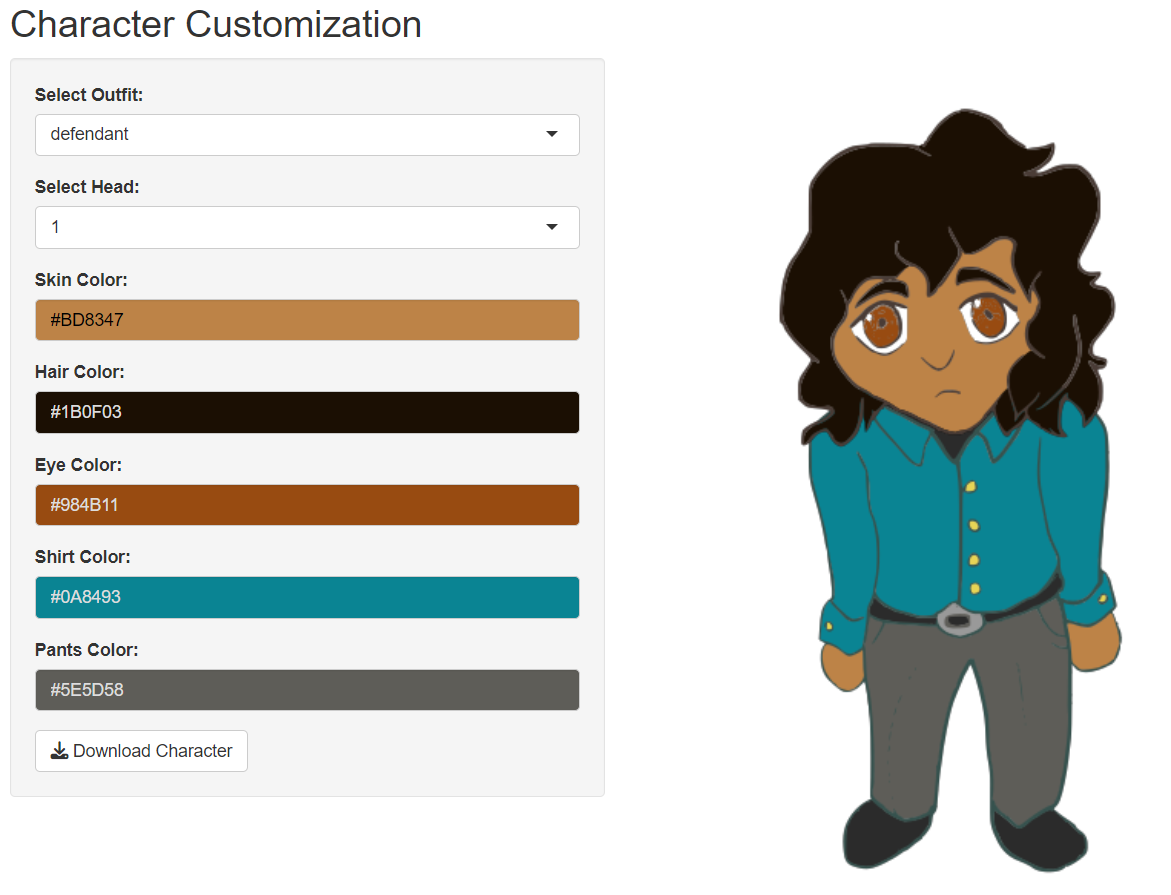 Character Customization
Select Outfit:
defendant
Select Head:
1
Skin Color:
#BD8347
Hair Color:
#1B0F03
Eye Color:
#984B11
Shirt Color:
#0A8493
Pants Color:
#5E5D58
Download Character